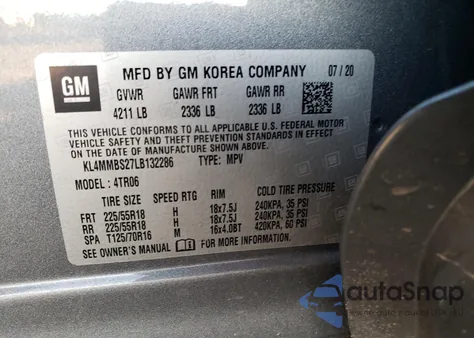 GM
MFD BY GM KOREA COMPANY 07/20
GVWR GAWR FRT GAWR RR
4211 LB 2336 LB 2336 LB
THIS VEHICLE CONFORMS TO ALL APPLICABLE U.S. FEDERAL MOTOR
VEHICLE SAFETY, BUMPER, AND THEFT PREVENTION STANDARDS
IN EFFECT ON THE DATE OF MANUFACTURE SHOWN ABOVE.
KL4MMBS27LB132286 TYPE: MPV
MODEL: 4TR06
TIRE SIZE SPEED RTG RIM COLD TIRE PRESSURE
FRT 225/55R18 H 18x7.5J 240KPA, 35 PSI
RR 225/55R18 H 18x7.5J 240KPA, 35 PSI
SPA T125/70R16 M 16x4.0BT 420KPA, 60 PSI
SEE OWNER'S MANUAL FOR MORE INFORMATION.
autoSnap